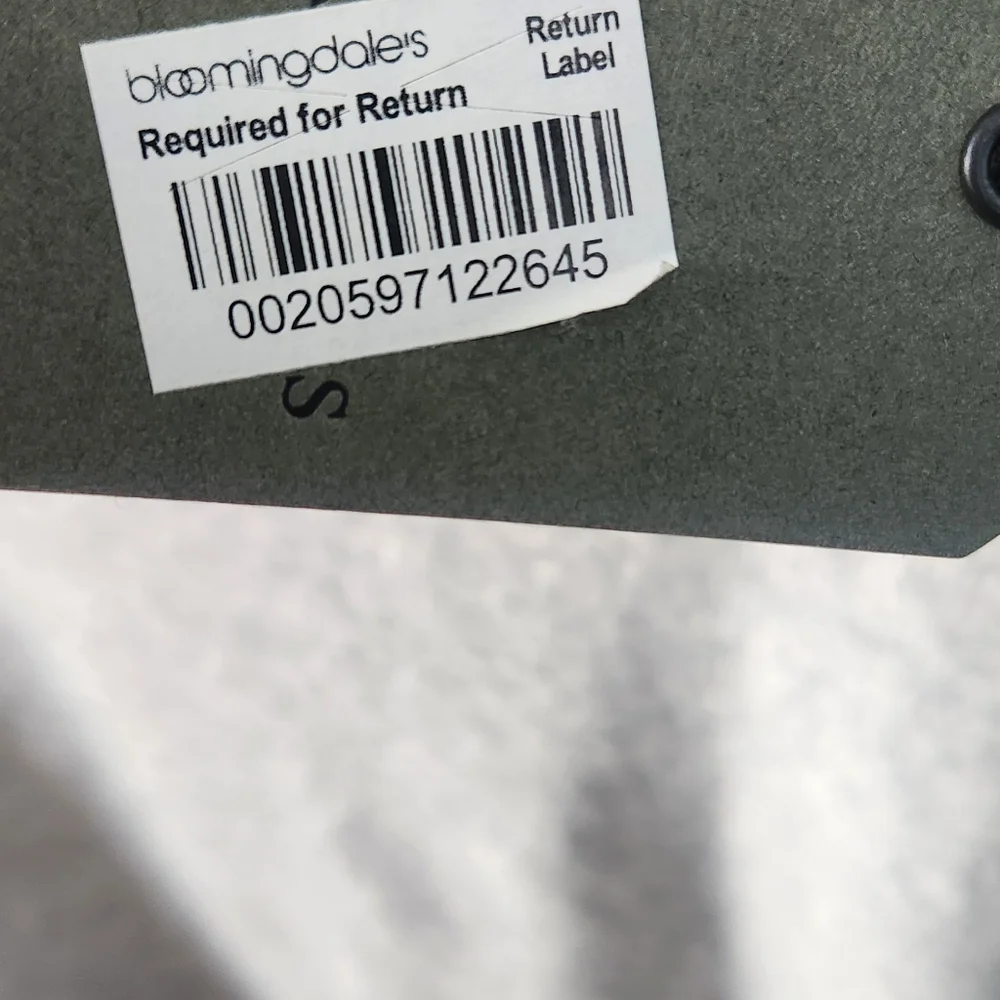 bloomingdale's
Return
Label
Required for Return
0020597122645
S